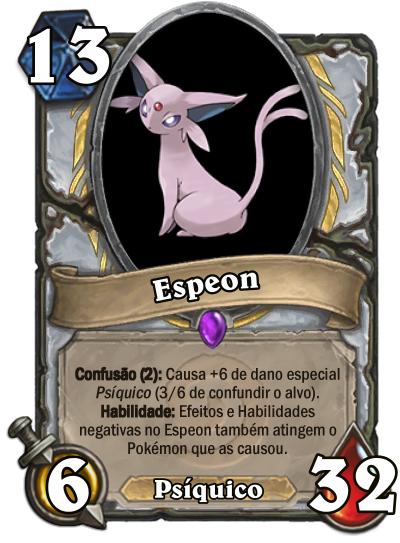 13
Espeon
Confusão (2): Causa +6 de dano especial
Psíquico (3/6 de confundir o alvo).
Habilidade: Efeitos e Habilidades
negativas no Espeon também atingem o
Pokémon que as causou.
6
Psíquico
32